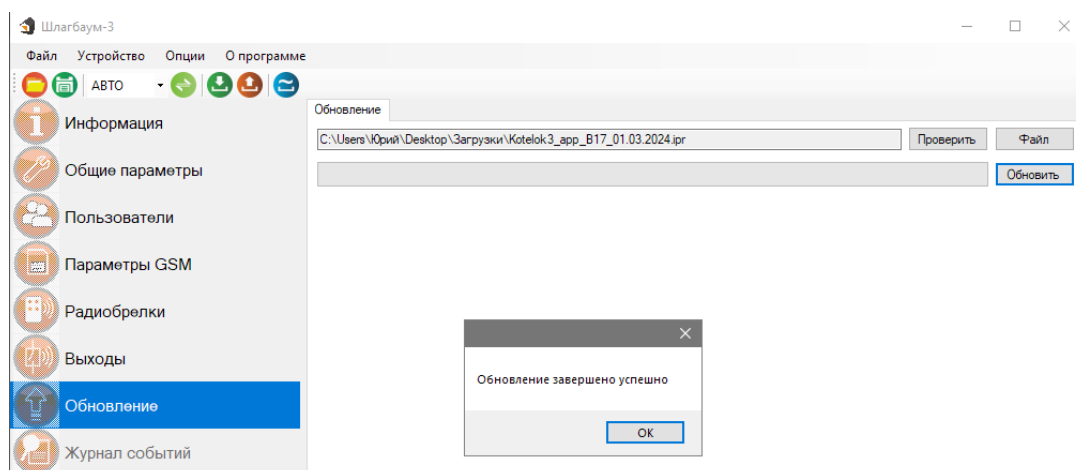 Шлагбаум-3
Файл Устройство Опции О программе
АВТО
Информация
Общие параметры
Пользователи
Параметры GSM
Радиобрелки
Выходы
Обновление
Журнал событий
Обновление
C:\Users\Юрий\Desktop\Загрузки\Kotelok3_app_B17_01.03.2024.ipr Проверить Файл
Обновить
Обновление завершено успешно
ОК